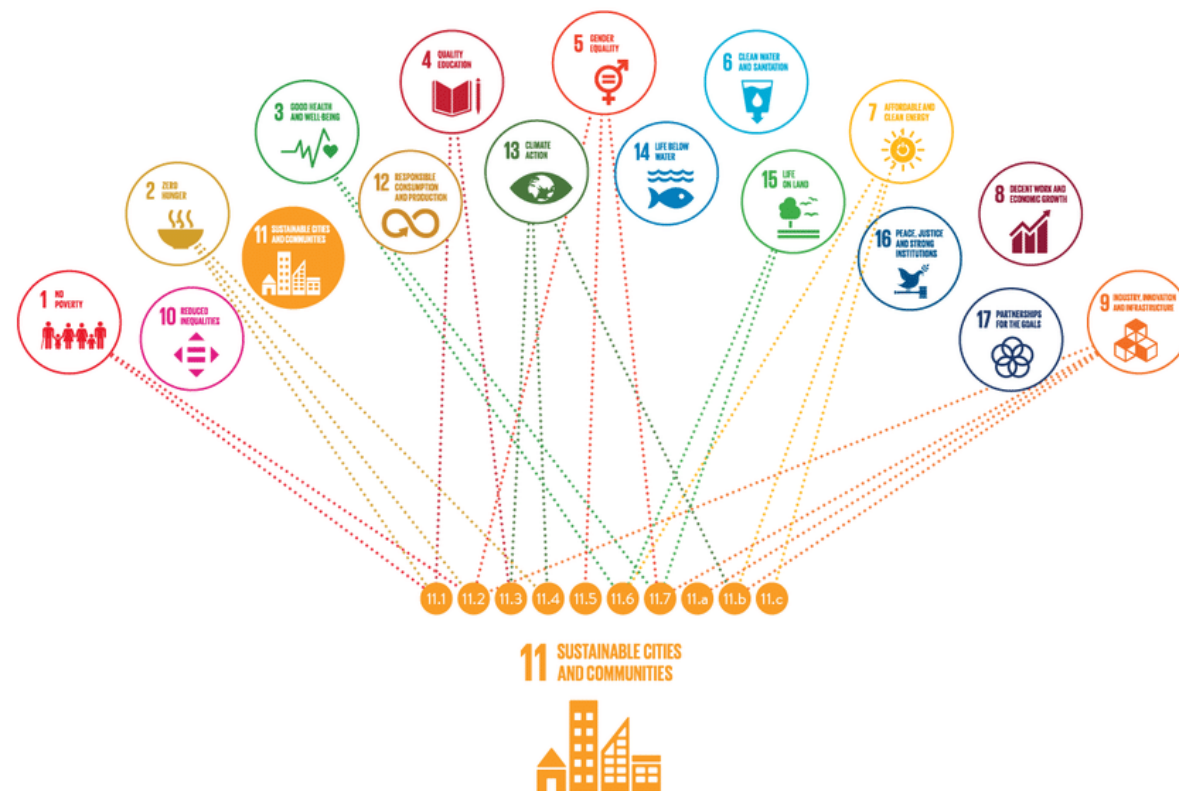 1 NO
POVERTY
2 ZERO
HUNGER
3 GOOD HEALTH
AND WELL-BEING
4 QUALITY
EDUCATION
5 GENDER
EQUALITY
6 CLEAN WATER
AND SANITATION
7 AFFORDABLE AND
CLEAN ENERGY
8 DECENT WORK AND
ECONOMIC GROWTH
9 INDUSTRY, INNOVATION
AND INFRASTRUCTURE
10 REDUCED
INEQUALITIES
11 SUSTAINABLE CITIES
AND COMMUNITIES
12 RESPONSIBLE
CONSUMPTION
AND PRODUCTION
13 CLIMATE
ACTION
14 LIFE BELOW
WATER
15 LIFE
ON LAND
16 PEACE, JUSTICE
AND STRONG
INSTITUTIONS
17 PARTNERSHIPS
FOR THE GOALS
11.1 11.2 11.3 11.4 11.5 11.6 11.7 11.a 11.b 11.c
11 SUSTAINABLE CITIES
AND COMMUNITIES